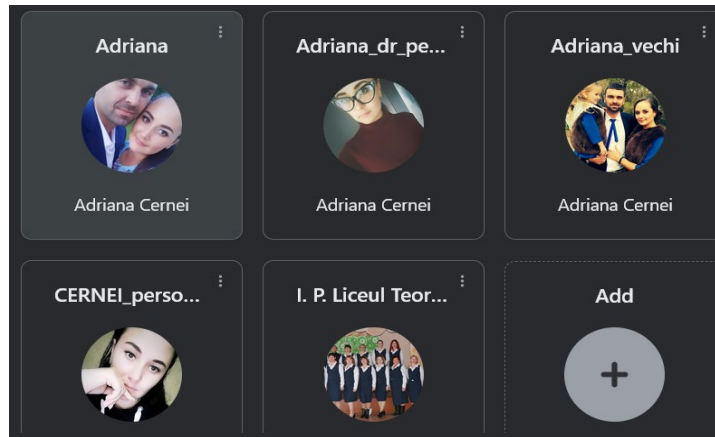 Adriana
Adriana Cernei
Adriana_dr_pe...
Adriana Cernei
Adriana_vechi
Adriana Cernei
CERNEI_perso...
I. P. Liceul Teor...
Add